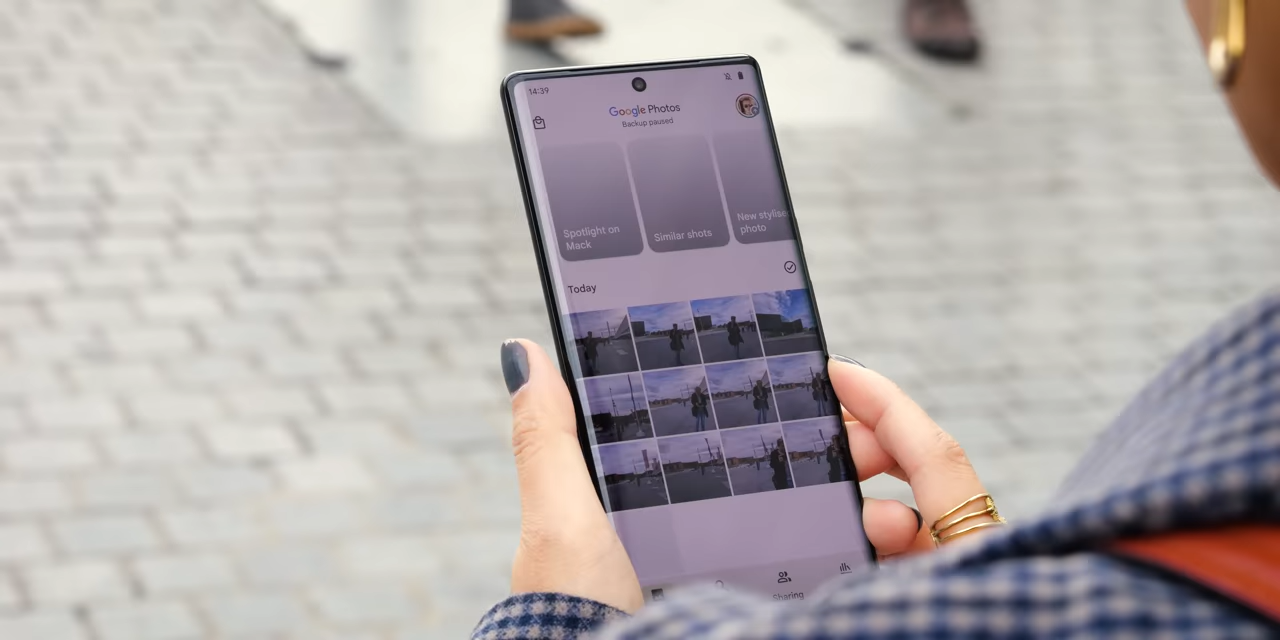 14:39
Google Photos
Backup paused
Spotlight on
Mack
Similar shots
New stylise
photo
Today
Sharing